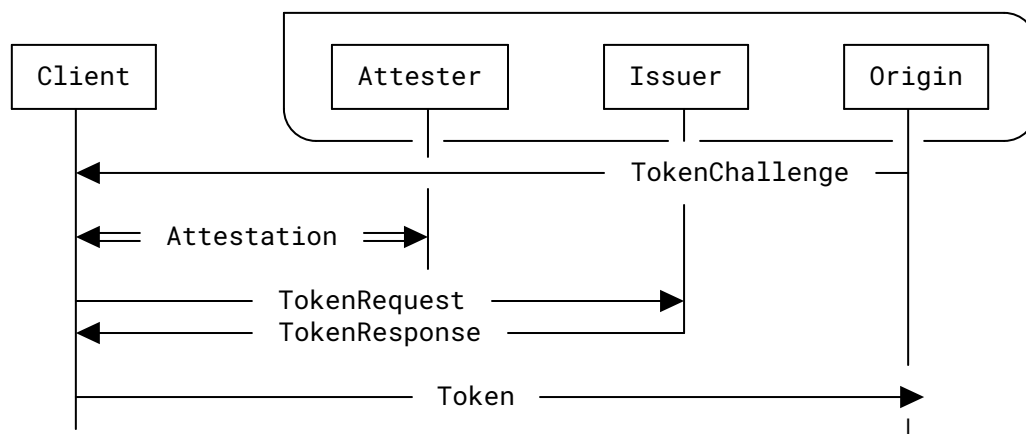 Client
Attester
Issuer
Origin
TokenChallenge
Attestation
TokenRequest
TokenResponse
Token